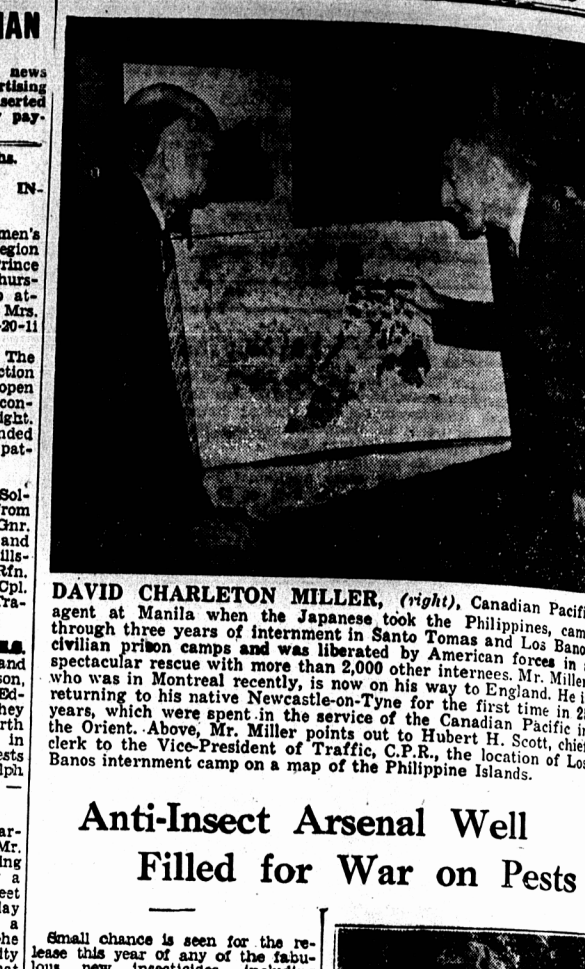 IAN
news
rtising
serted
pay-
hs.
IN-
men's
egion
rince
hurs-
at-
Mrs.
-20-11
The
ction
open
con-
ight.
nded
pat-
Sol-
rom
Gnr.
and
ills-
Rfn.
Cpl.
ra-
and
son,
Ed-
hey
rth
in
ests
lph
ar-
Mr.
ing
a
eet
lay
a
he
ity
DAVID CHARLETON MILLER, (right), Canadian Pacifi
agent at Manila when the Japanese took the Philippines, cam
through three years of internment in Santo Tomas and Los Bano
civilian prison camps and was liberated by American forces in
spectacular rescue with more than 2,000 other internees. Mr. Mille
who was in Montreal recently, is now on his way to England. He i
returning to his native Newcastle-on-Tyne for the first time in 2
years, which were spent in the service of the Canadian Pacific i
the Orient. Above, Mr. Miller points out to Hubert H. Scott, chie
clerk to the Vice-President of Traffic, C.P.R., the location of Los
Banos internment camp on a map of the Philippine Islands.
Anti-Insect Arsenal Well
Filled for War on Pests
Small chance is seen for the re-
lease this year of any of the fabu-
lous new insecticides, including